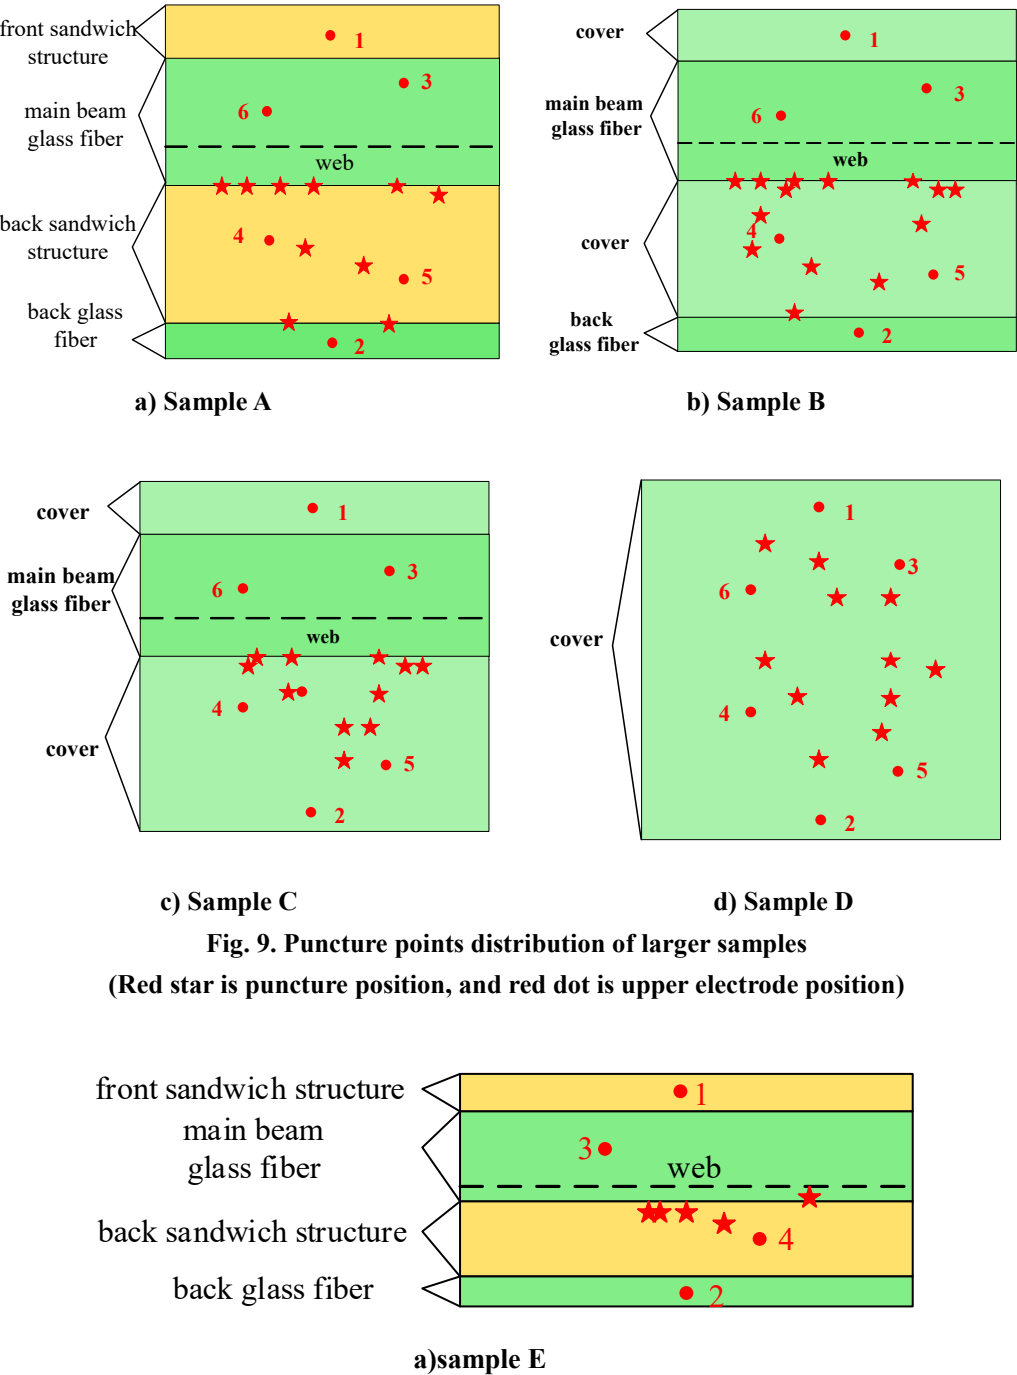 front sandwich
structure
main beam
glass fiber
back sandwich
structure
back glass
fiber
1
3
6
web
4
5
2
a) Sample A
cover
main beam
glass fiber
cover
back
glass fiber
1
3
6
web
4
5
2
b) Sample B
cover
main beam
glass fiber
cover
1
3
6
web
4
5
2
c) Sample C
cover
1
3
6
4
5
2
d) Sample D
Fig. 9. Puncture points distribution of larger samples
(Red star is puncture position, and red dot is upper electrode position)
front sandwich structure
main beam
glass fiber
back sandwich structure
back glass fiber
1
3
web
4
2
a)sample E